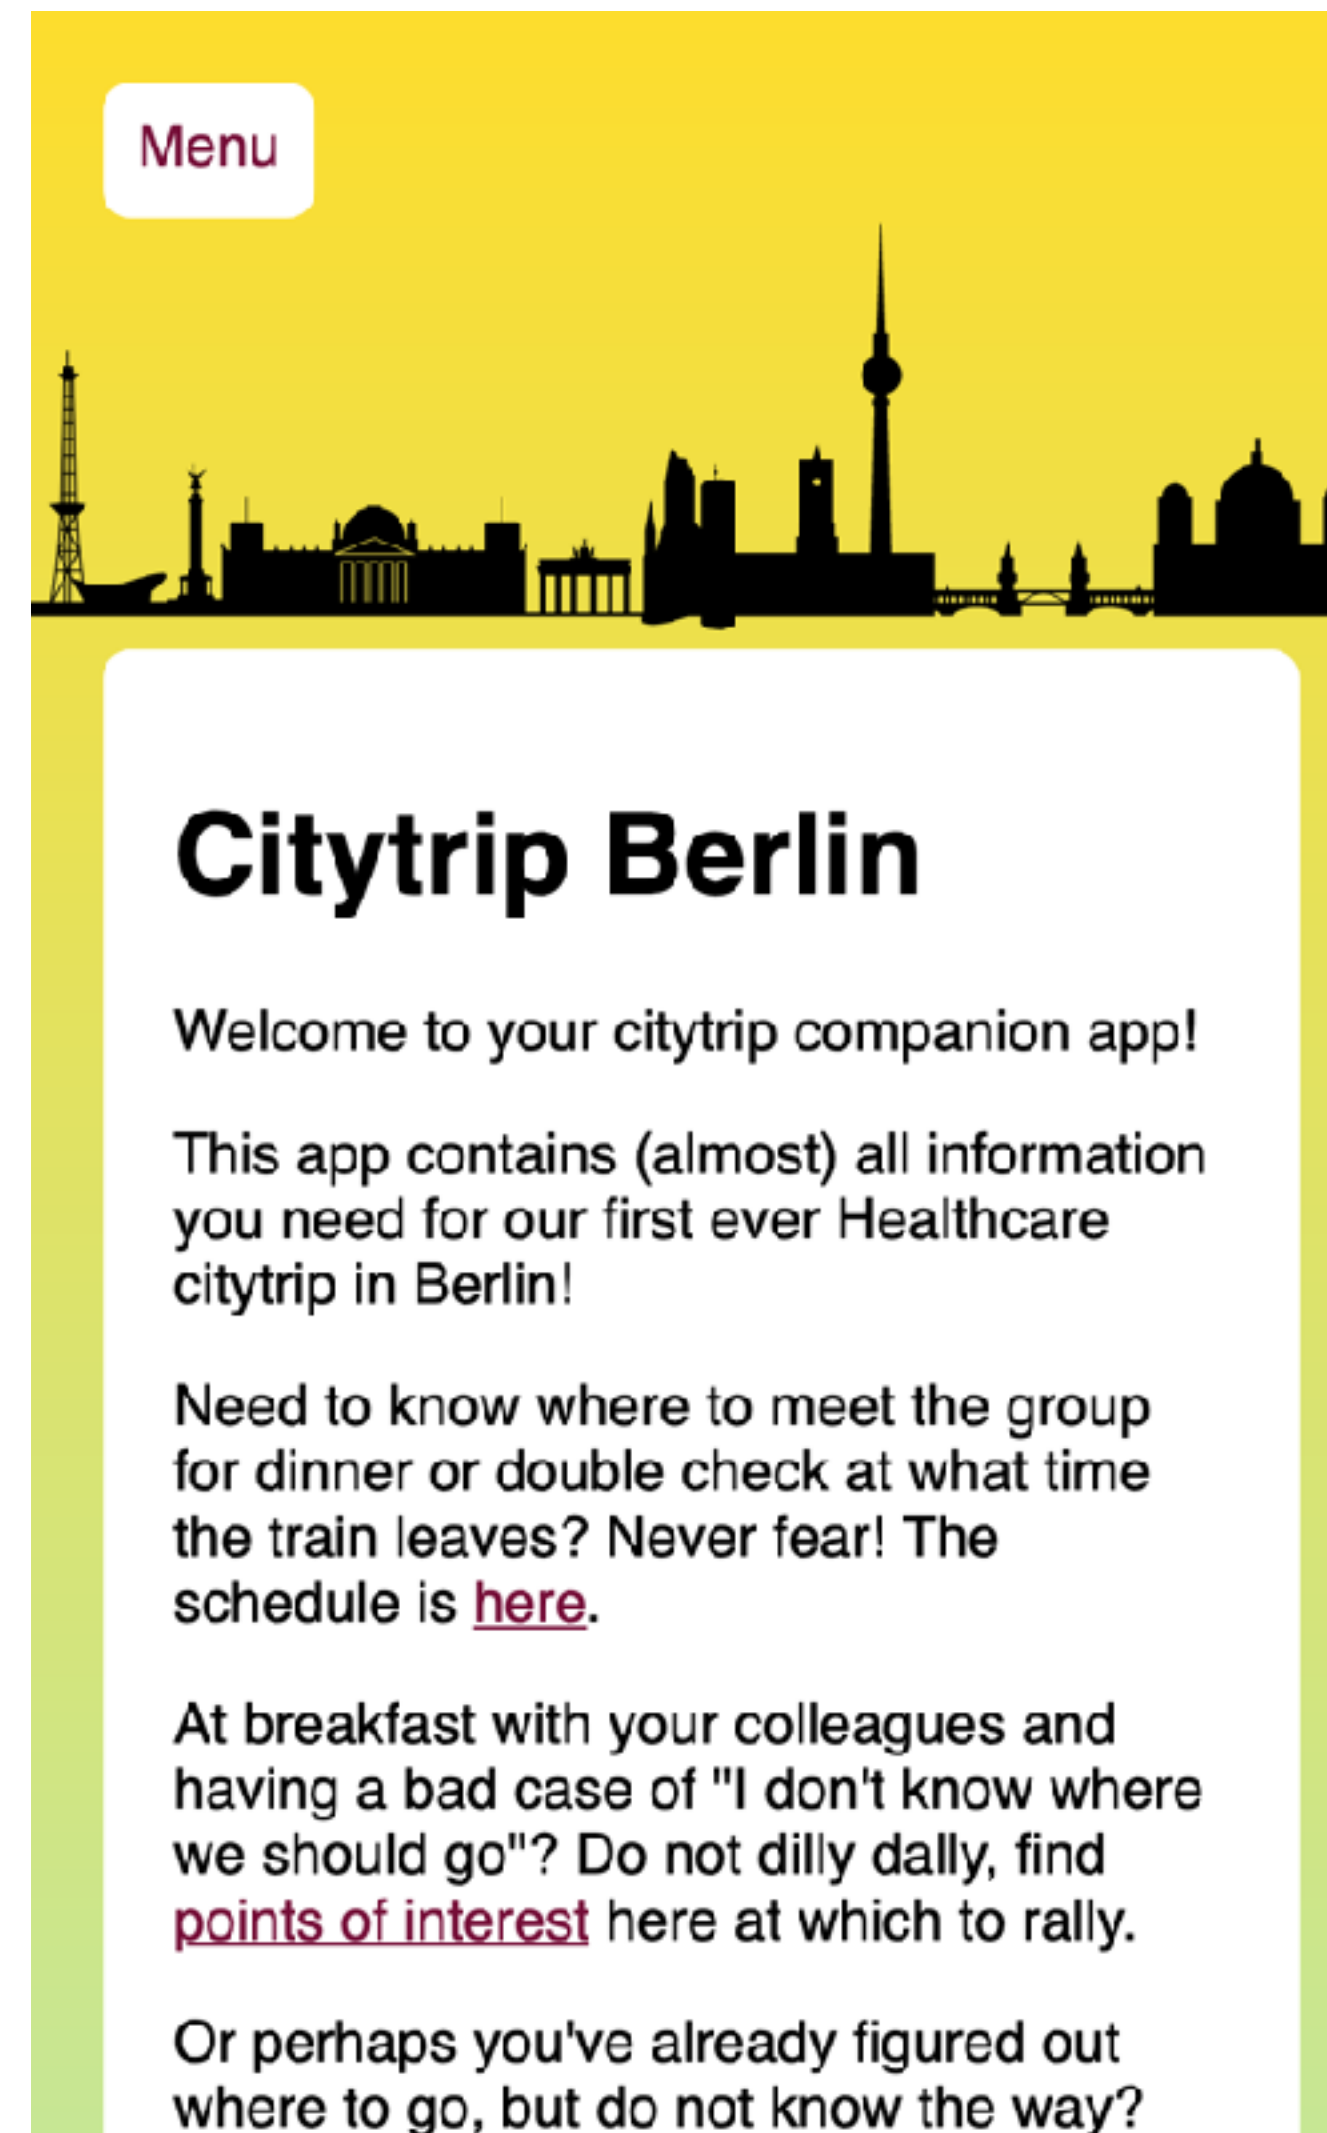 Menu
Citytrip Berlin
Welcome to your citytrip companion app!
This app contains (almost) all information
you need for our first ever Healthcare
citytrip in Berlin!
Need to know where to meet the group
for dinner or double check at what time
the train leaves? Never fear! The
schedule is here.
At breakfast with your colleagues and
having a bad case of "I don't know where
we should go"? Do not dilly dally, find
points of interest here at which to rally.
Or perhaps you've already figured out
where to go, but do not know the way?